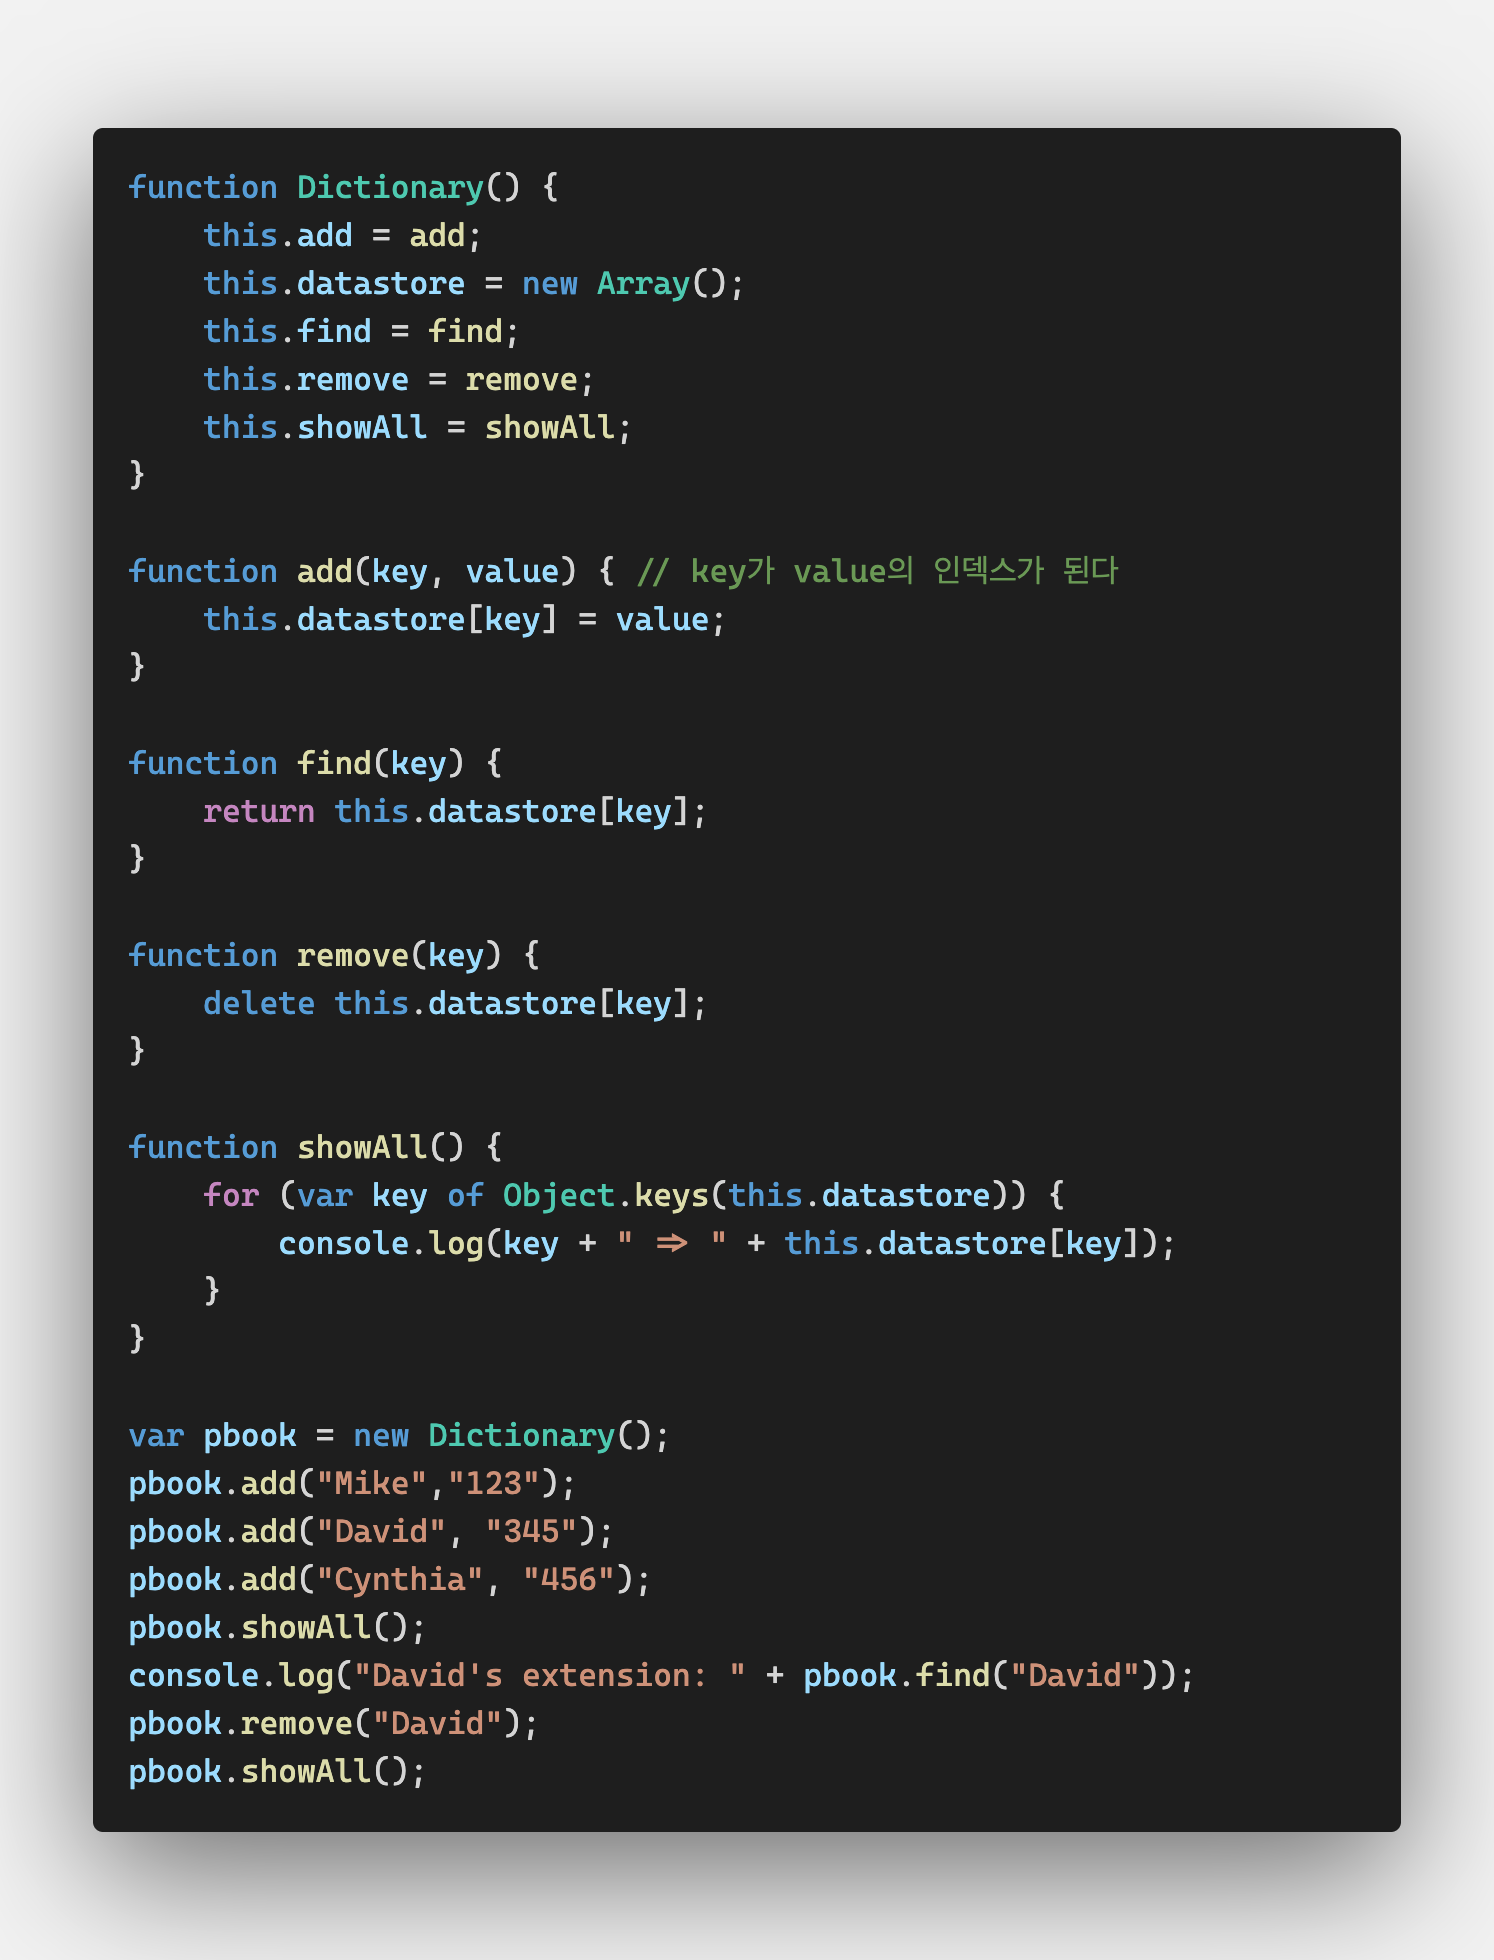 function Dictionary() {
    this.add = add;
    this.datastore = new Array();
    this.find = find;
    this.remove = remove;
    this.showAll = showAll;
}

function add(key, value) { // key가 value의 인덱스가 된다
    this.datastore[key] = value;
}

function find(key) {
    return this.datastore[key];
}

function remove(key) {
    delete this.datastore[key];
}

function showAll() {
    for (var key of Object.keys(this.datastore)) {
        console.log(key + " => " + this.datastore[key]);
    }
}

var pbook = new Dictionary();
pbook.add("Mike","123");
pbook.add("David", "345");
pbook.add("Cynthia", "456");
pbook.showAll();
console.log("David's extension: " + pbook.find("David"));
pbook.remove("David");
pbook.showAll();